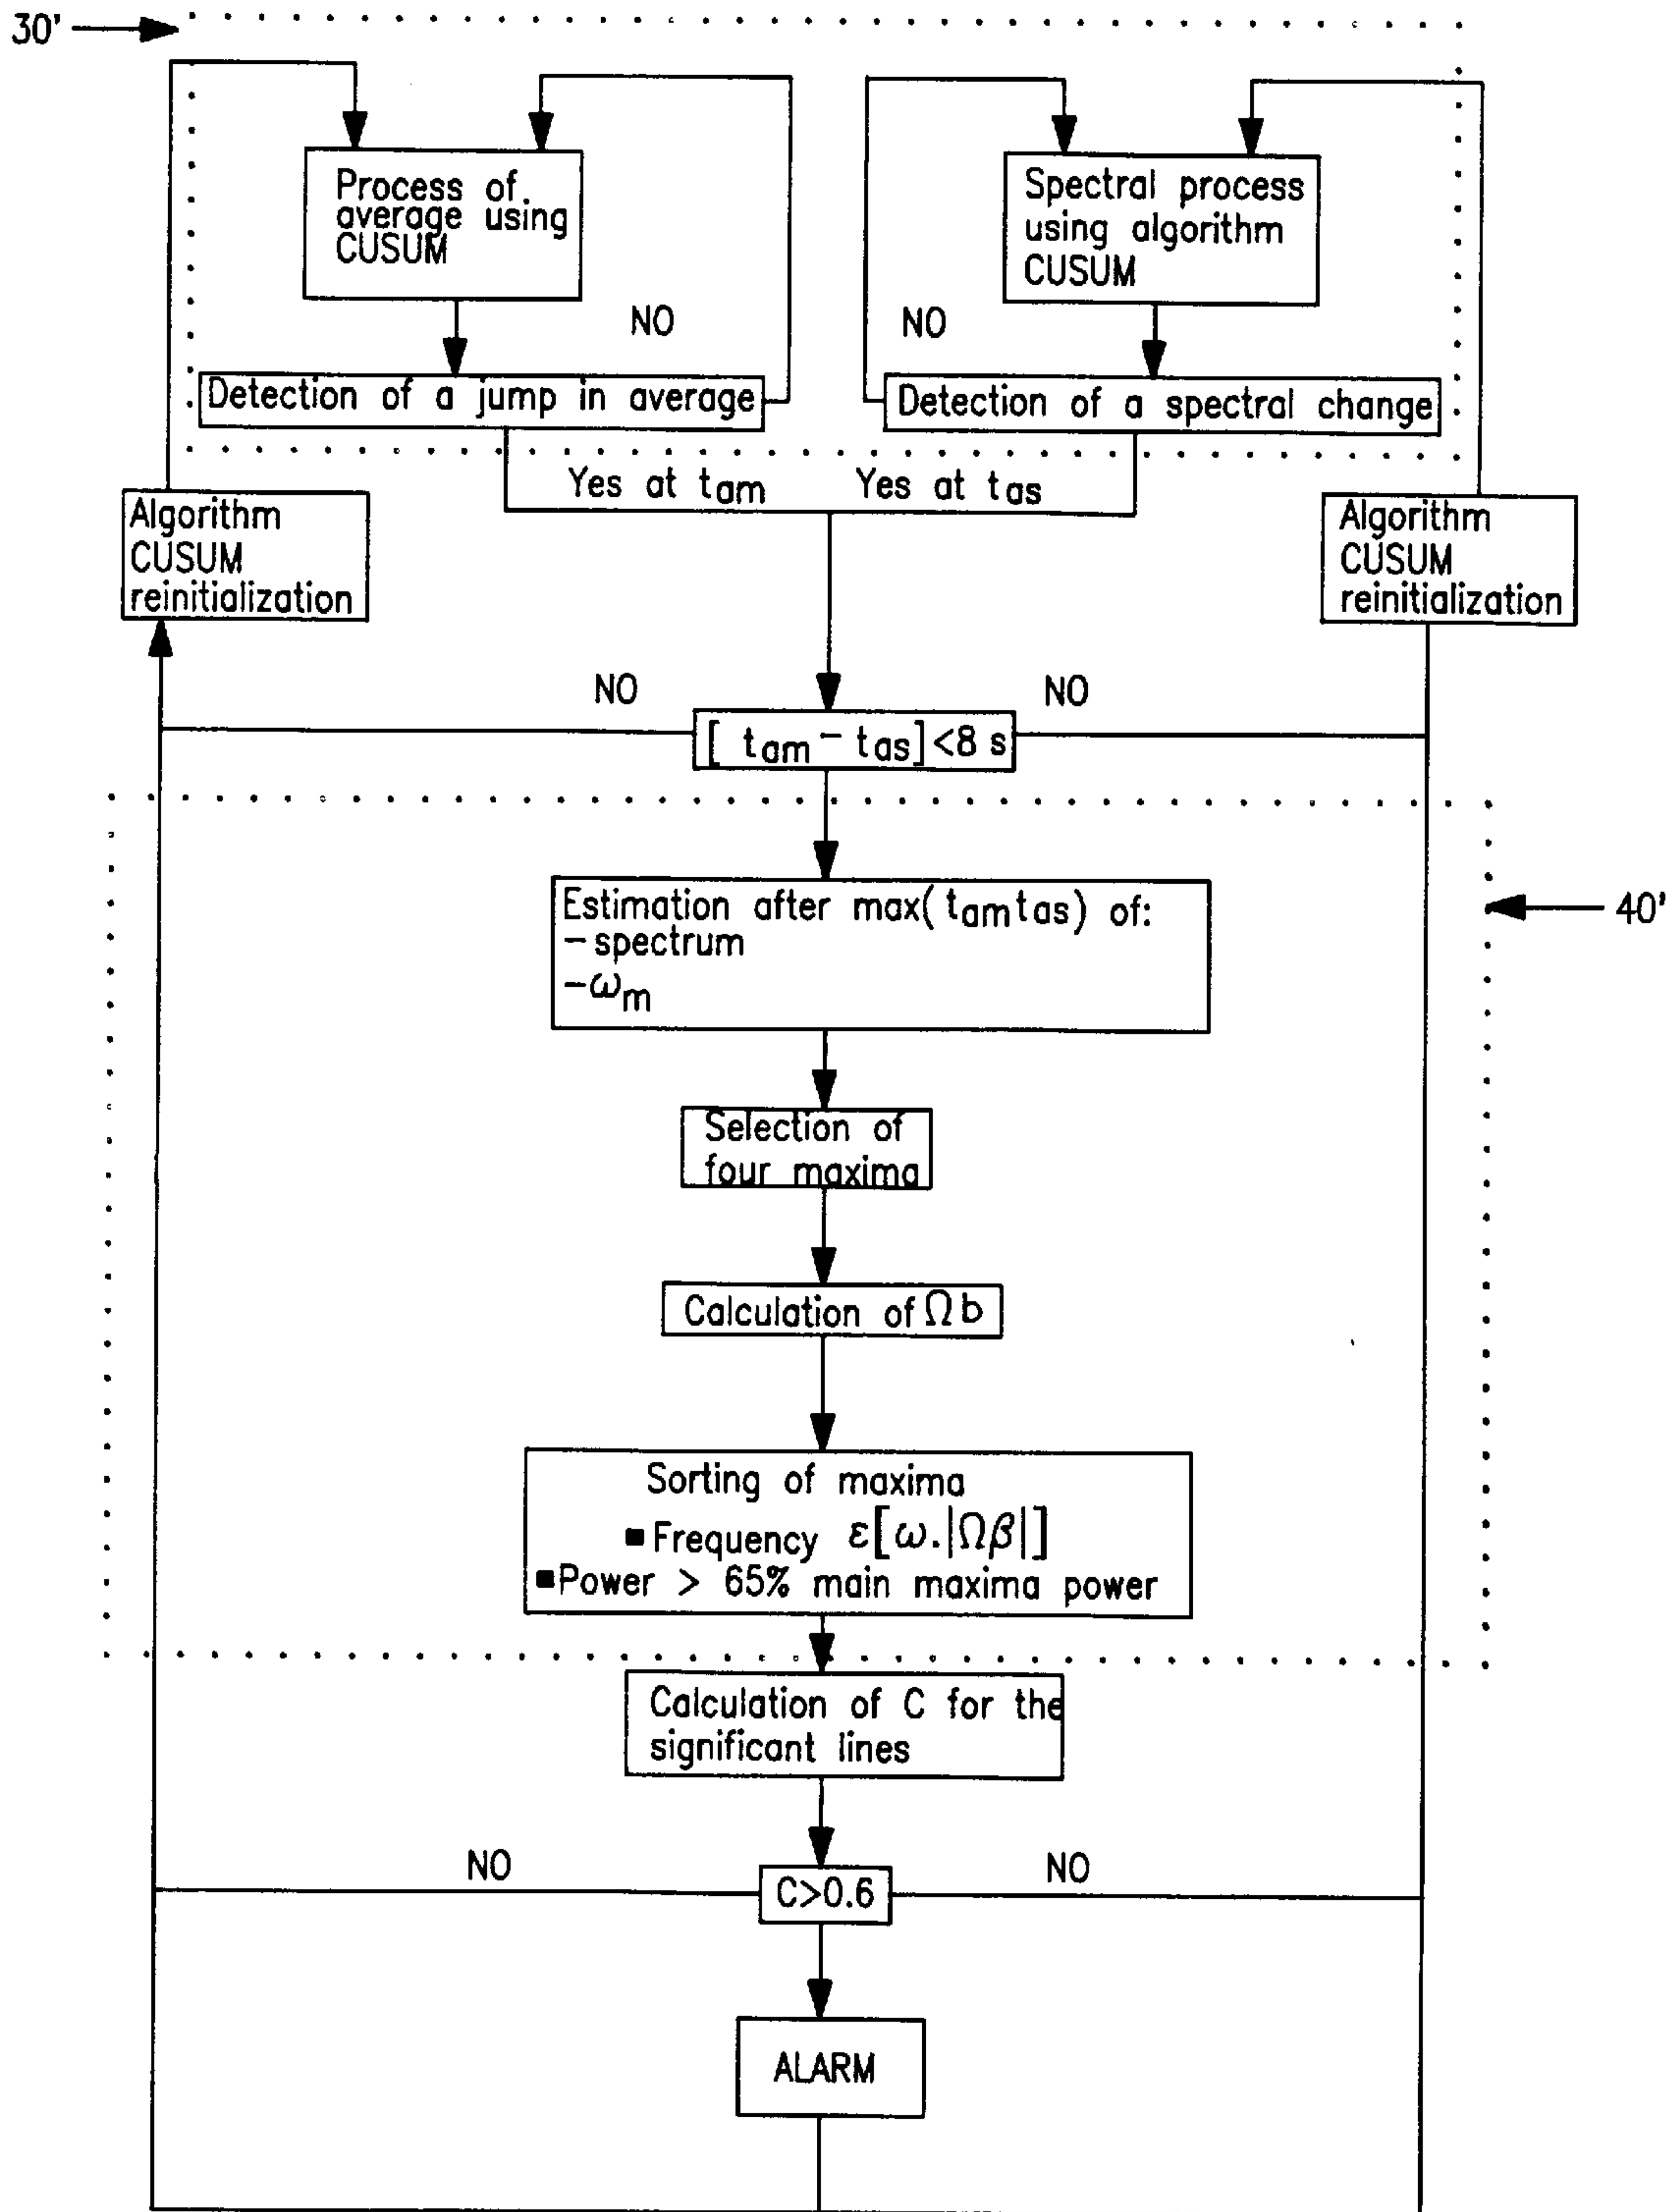 30'
Process of
average using
CUSUM
Spectral process
using algorithm
CUSUM
NO
NO
Detection of a jump in average
Detection of a spectral change
Yes at tam
Yes at tas
Algorithm
CUSUM
reinitialization
Algorithm
CUSUM
reinitialization
NO
NO
[ tam - tas]<8 s
Estimation after max(tamtas) of:
- spectrum
-ωm
40'
Selection of
four maxima
Calculation of Ωb
Sorting of maxima
■ Frequency ε[ω.|Ωβ|]
■Power > 65% main maxima power
Calculation of C for the
significant lines
NO
NO
C>0.6
ALARM